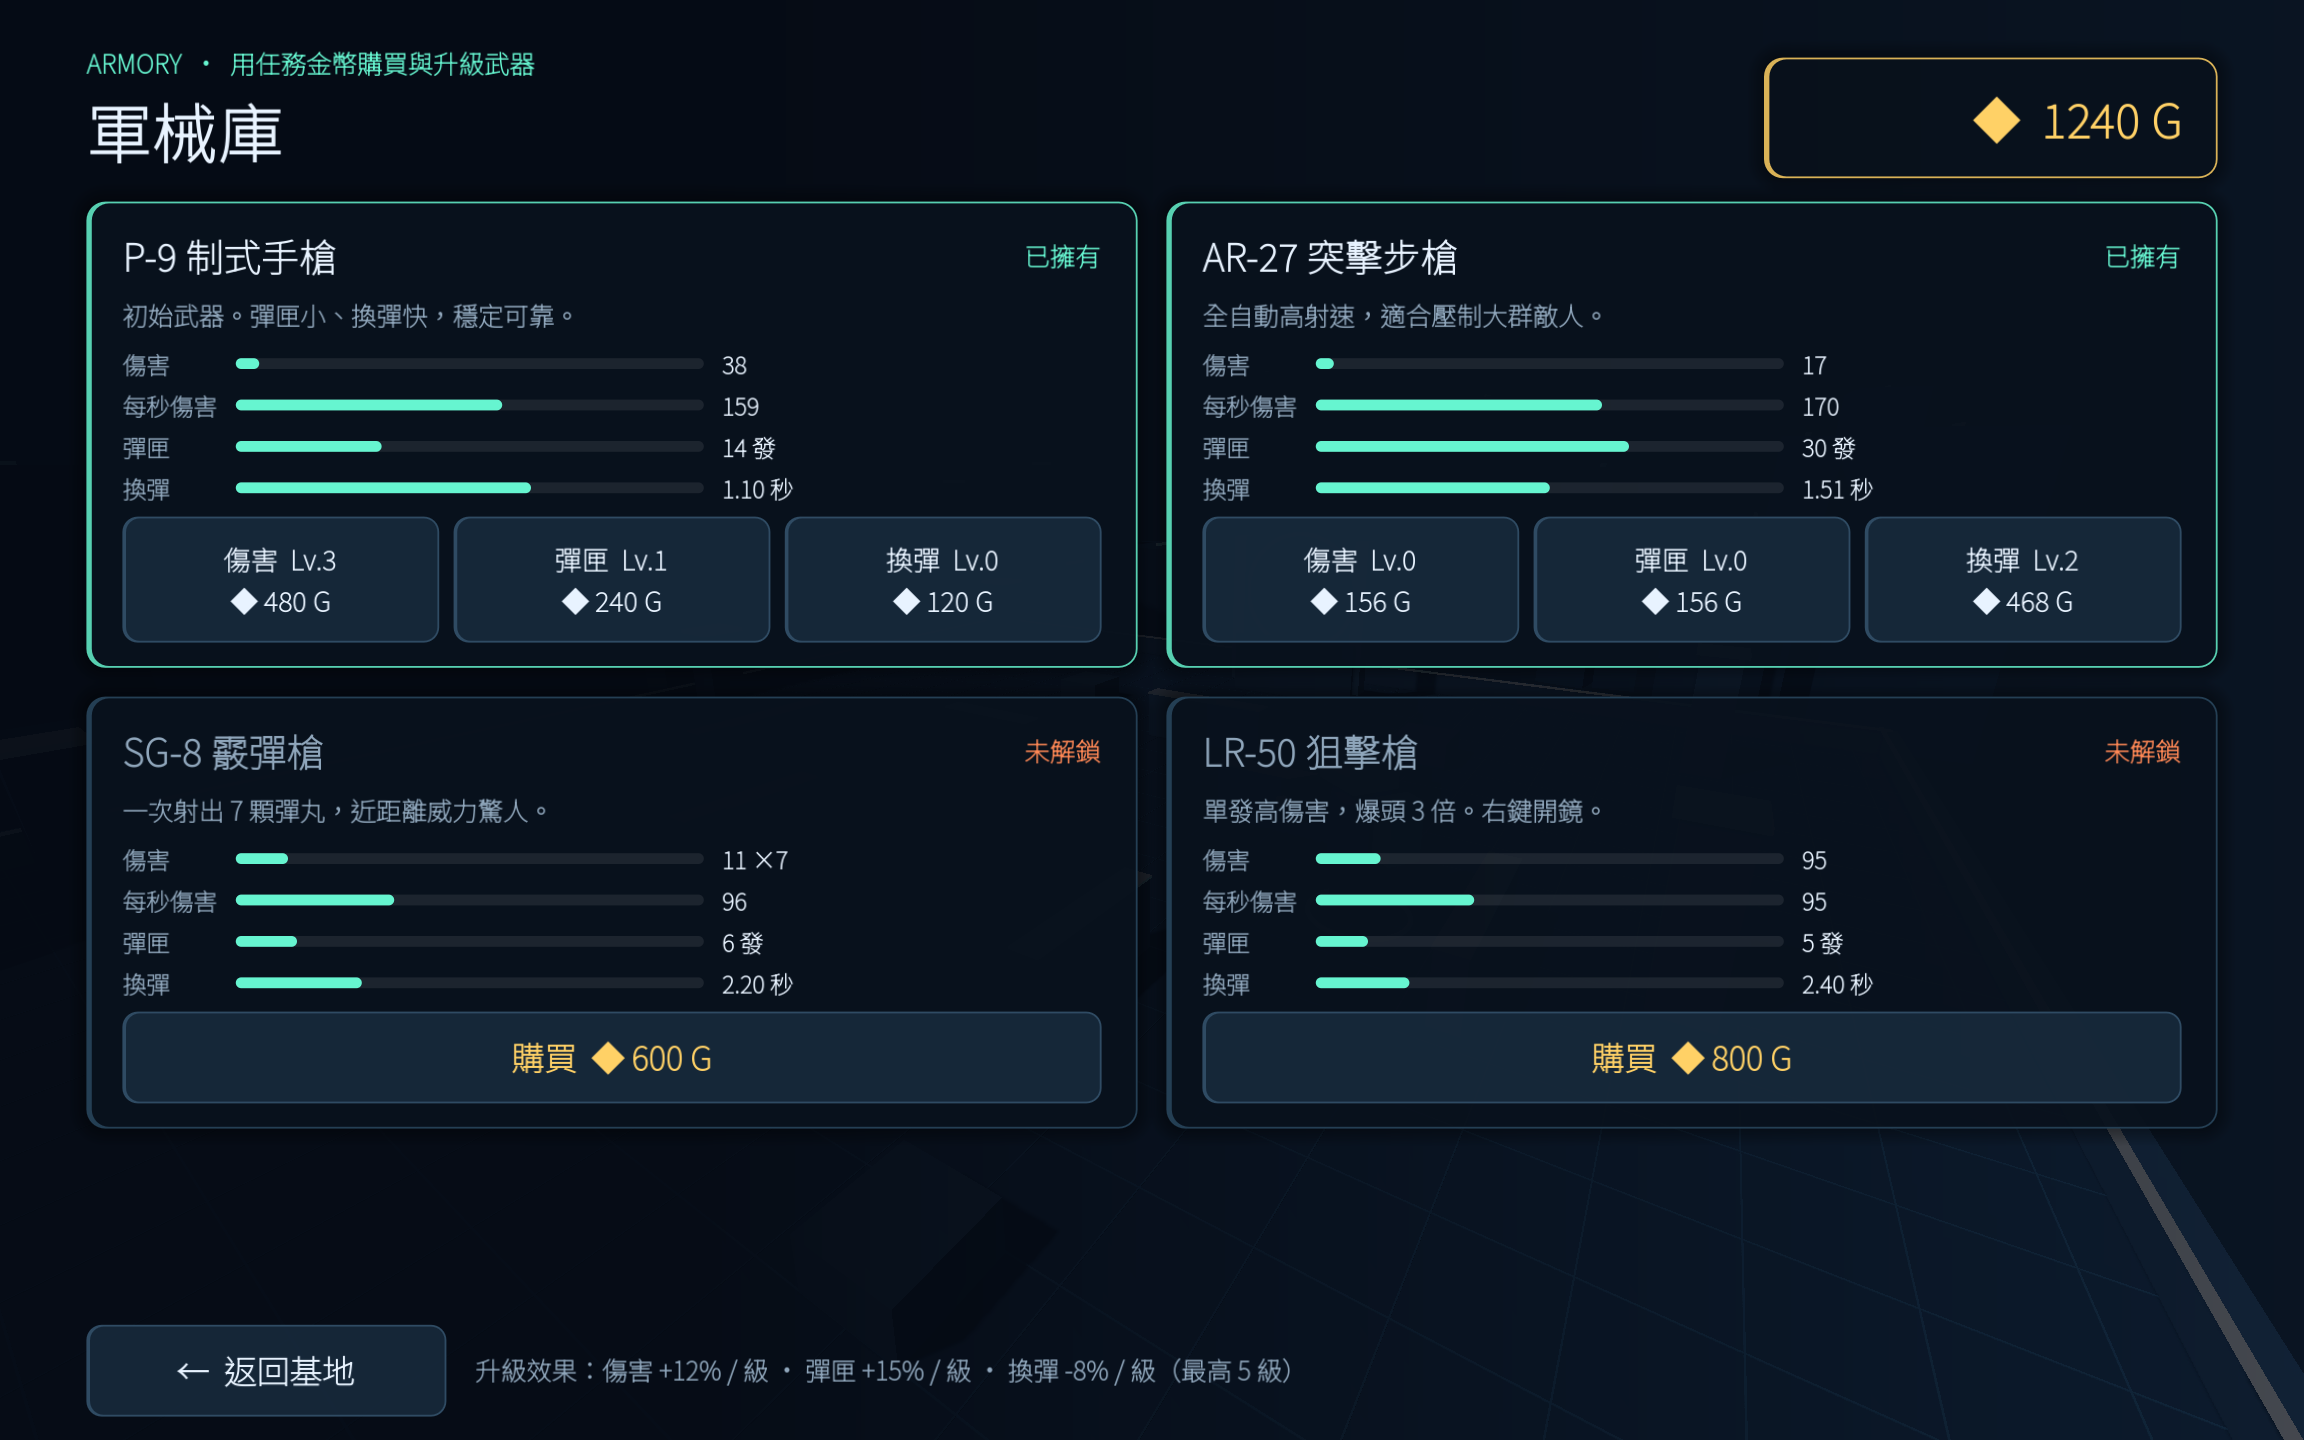 ARMORY ・ 用任務金幣購買與升級武器
軍械庫
◆ 1240 G
P-9 制式手槍
已擁有
初始武器。彈匣小、換彈快，穩定可靠。
傷害 38
每秒傷害 159
彈匣 14 發
換彈 1.10 秒
傷害 Lv.3
◆ 480 G
彈匣 Lv.1
◆ 240 G
換彈 Lv.0
◆ 120 G
AR-27 突擊步槍
已擁有
全自動高射速，適合壓制大群敵人。
傷害 17
每秒傷害 170
彈匣 30 發
換彈 1.51 秒
傷害 Lv.0
◆ 156 G
彈匣 Lv.0
◆ 156 G
換彈 Lv.2
◆ 468 G
SG-8 霰彈槍
未解鎖
一次射出 7 顆彈丸，近距離威力驚人。
傷害 11 ×7
每秒傷害 96
彈匣 6 發
換彈 2.20 秒
購買 ◆ 600 G
LR-50 狙擊槍
未解鎖
單發高傷害，爆頭 3 倍。右鍵開鏡。
傷害 95
每秒傷害 95
彈匣 5 發
換彈 2.40 秒
購買 ◆ 800 G
← 返回基地
升級效果：傷害 +12% / 級 ・ 彈匣 +15% / 級 ・ 換彈 -8% / 級（最高 5 級）